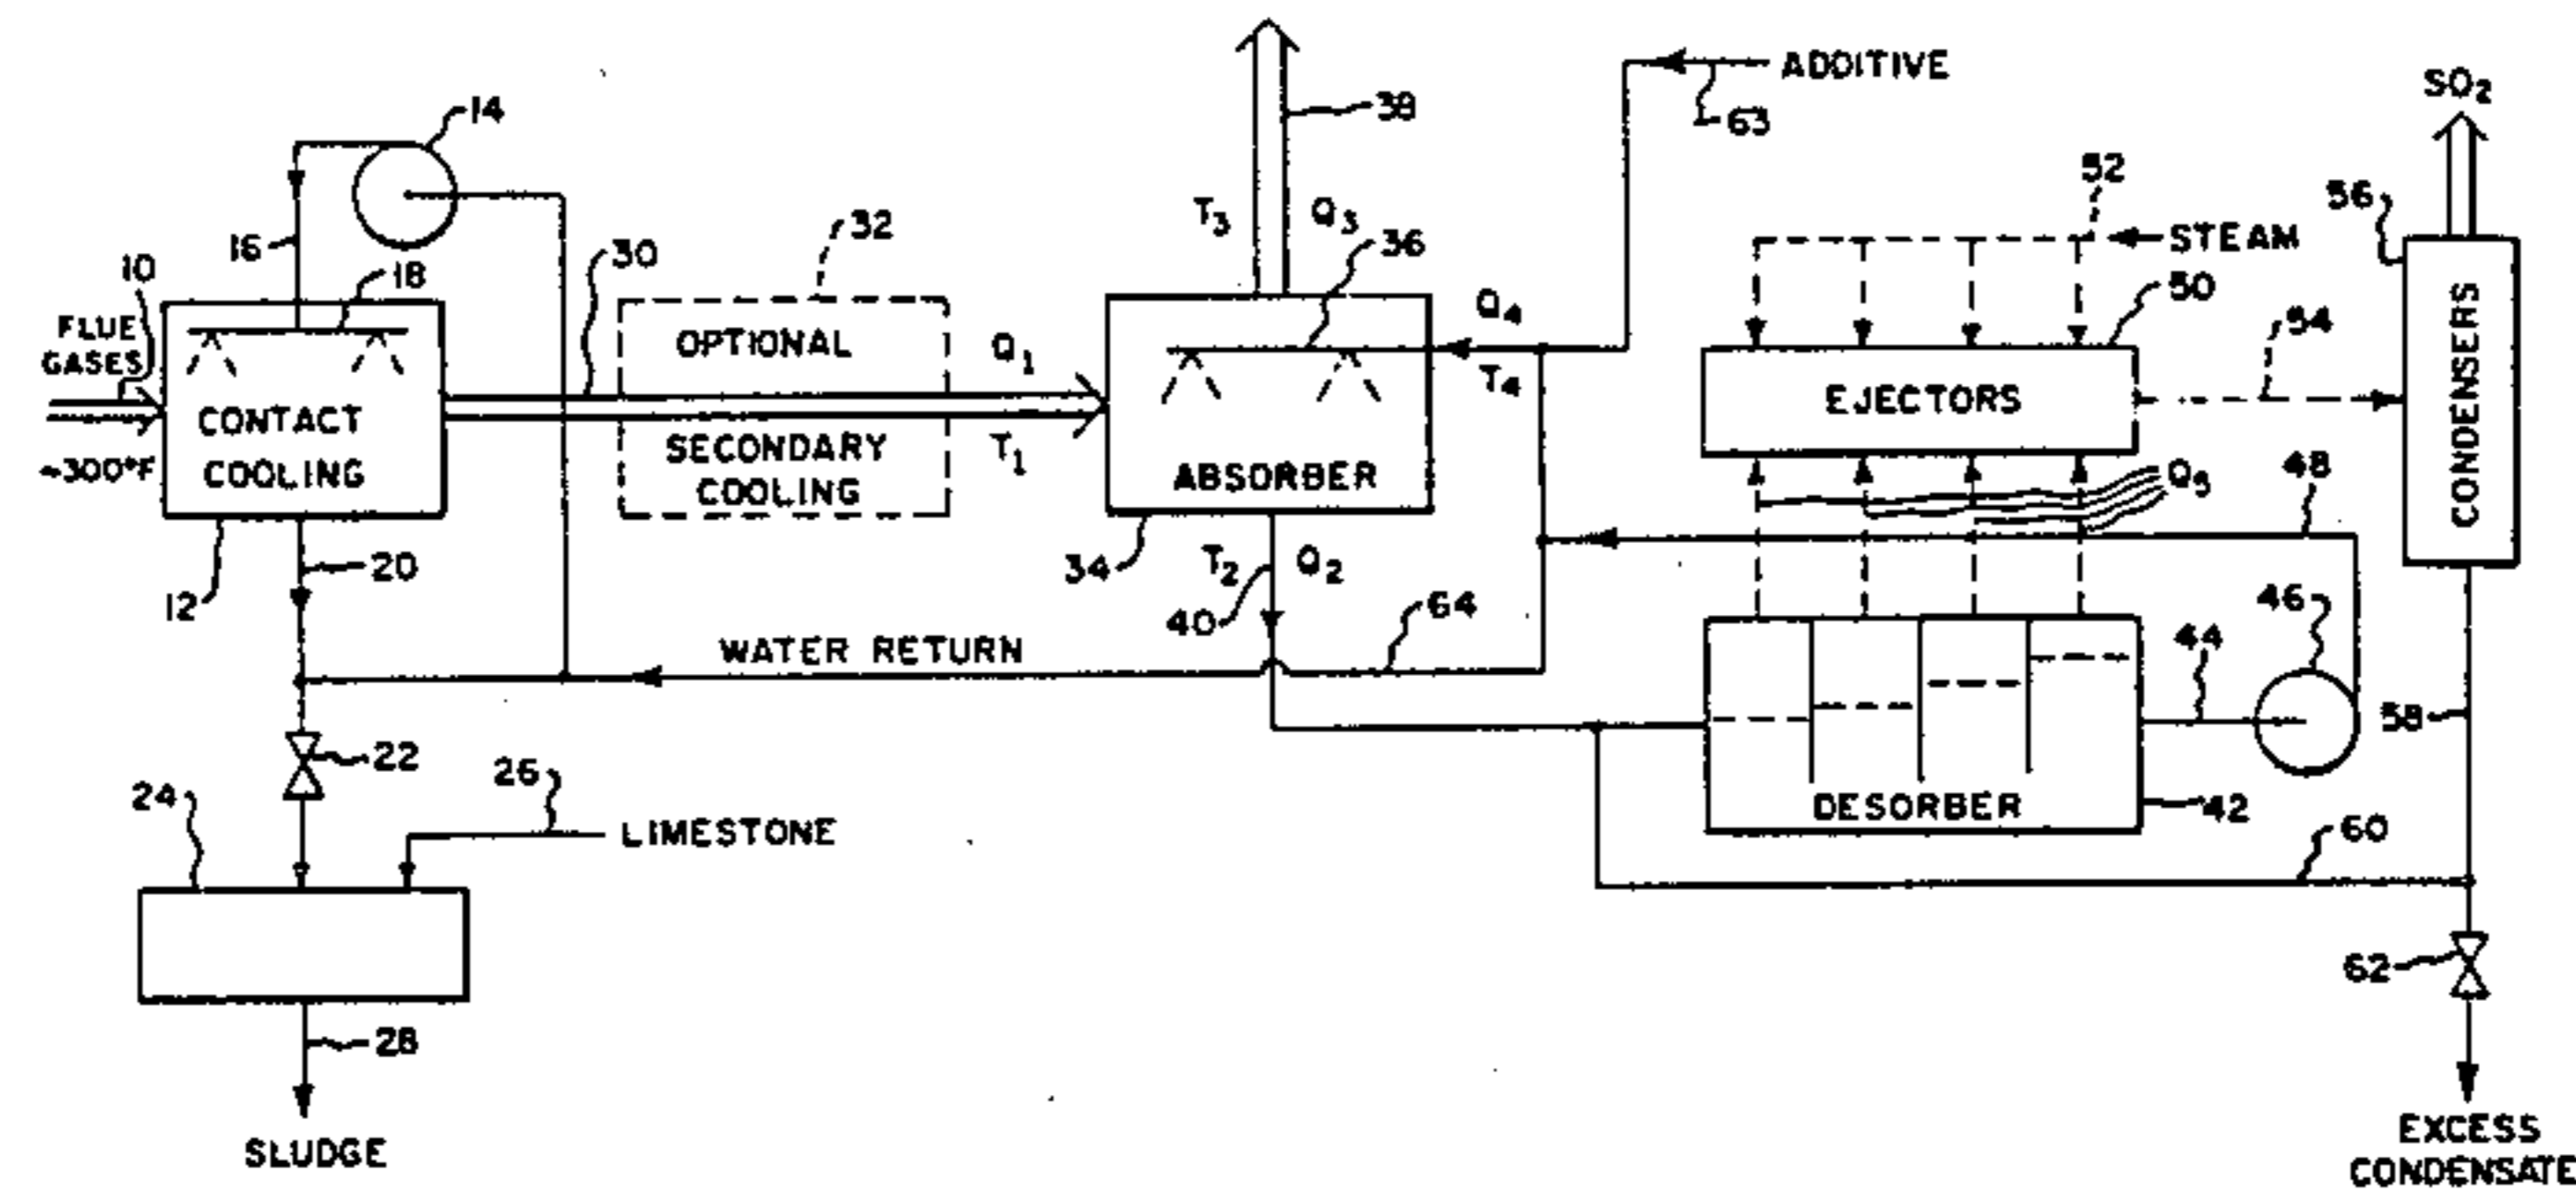 ADDITIVE
63
SO2
38
14
52
56
T3 Q3
32
STEAM
16
30
36
10
18
50
Q4
FLUE
GASES
OPTIONAL
Q1
54
T4
EJECTORS
CONDENSERS
CONTACT
COOLING
~300°F
SECONDARY
COOLING
T1
ABSORBER
Q5
48
20
34
T2 Q2
12
40
64
46
WATER RETURN
44
58
22
26
24
LIMESTONE
DESORBER
42
60
62
28
SLUDGE
EXCESS
CONDENSATE